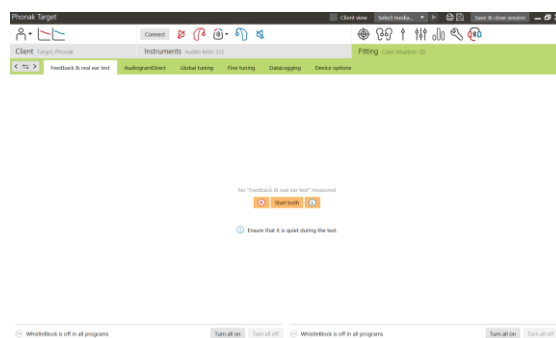 Phonak Target
Client view Select media... Save & close session
Connect
Client Target, Phonak Instruments Audéo M90-312 Fitting Calm situation (3)
Feedback & real ear test AudiogramDirect Global tuning Fine tuning DataLogging Device options
No "Feedback & real ear test" measured
R Start both L
Ensure that it is quiet during the test.
WhistleBlock is off in all programs Turn all on Turn all off WhistleBlock is off in all programs Turn all on Turn all off